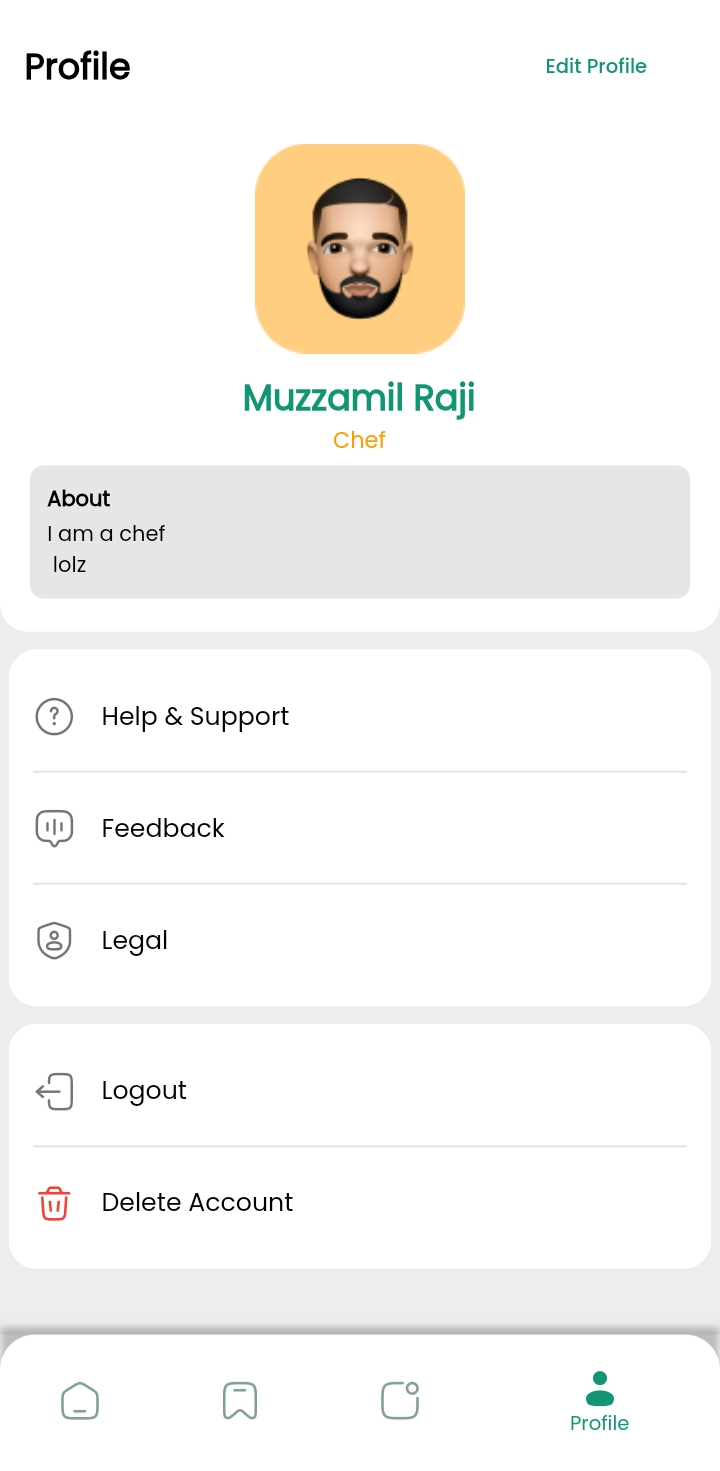 Profile
Edit Profile
Muzzamil Raji
Chef
About
I am a chef
lolz
Help & Support
Feedback
Legal
Logout
Delete Account
Profile